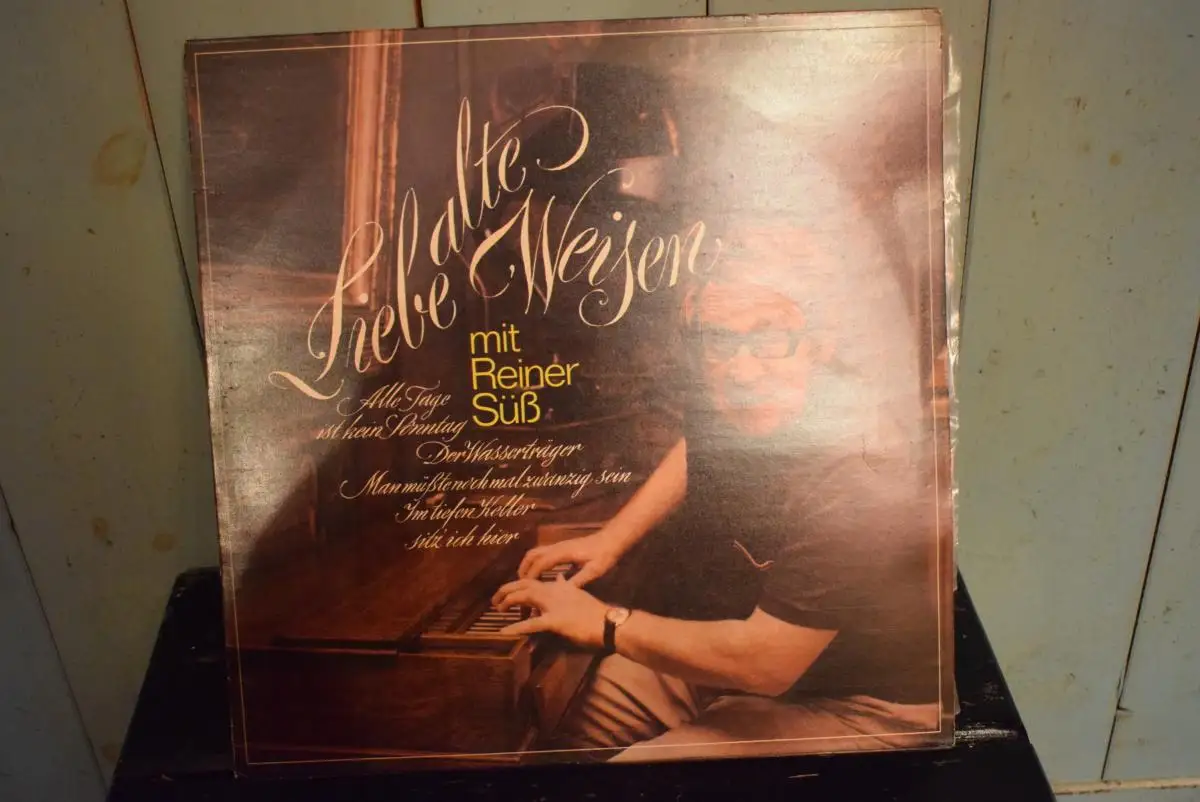 Liebe alte Weisen
mit
Reiner
Süß
Alle Tage
ist kein Sonntag
Der Wasserträger
Man müßte noch mal zwanzig sein
Im tiefen Keller
sitz' ich hier